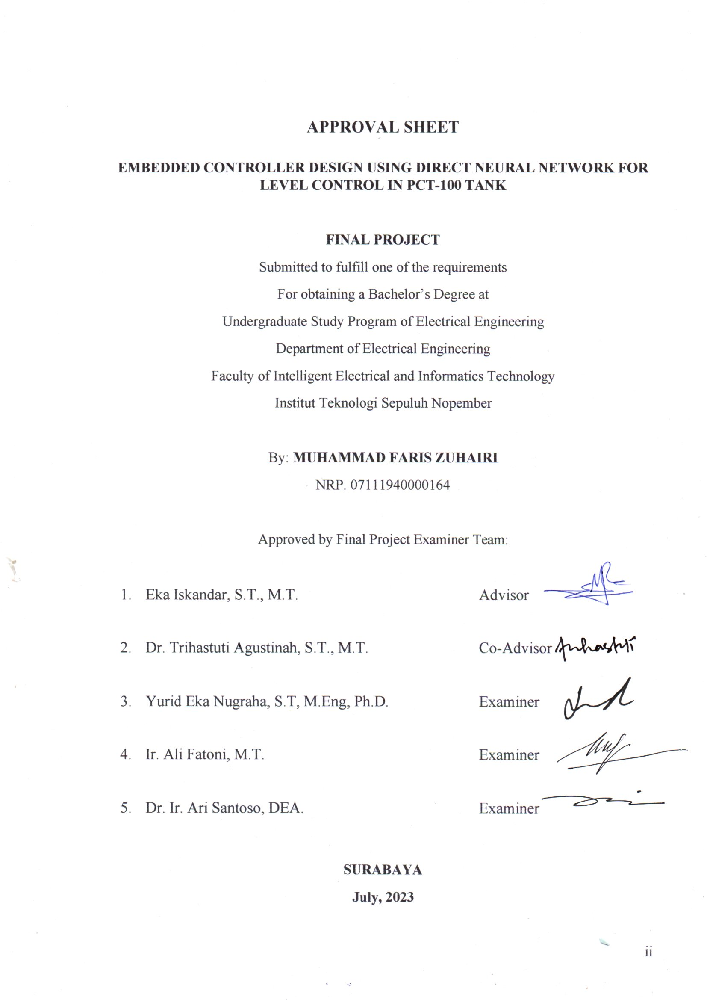 APPROVAL SHEET
EMBEDDED CONTROLLER DESIGN USING DIRECT NEURAL NETWORK FOR
LEVEL CONTROL IN PCT-100 TANK
FINAL PROJECT
Submitted to fulfill one of the requirements
For obtaining a Bachelor’s Degree at
Undergraduate Study Program of Electrical Engineering
Department of Electrical Engineering
Faculty of Intelligent Electrical and Informatics Technology
Institut Teknologi Sepuluh Nopember
By: MUHAMMAD FARIS ZUHAIRI
NRP. 07111940000164
Approved by Final Project Examiner Team:
1. Eka Iskandar, S.T., M.T. Advisor
2. Dr. Trihastuti Agustinah, S.T., M.T. Co-Advisor
3. Yurid Eka Nugraha, S.T, M.Eng, Ph.D. Examiner
4. Ir. Ali Fatoni, M.T. Examiner
5. Dr. Ir. Ari Santoso, DEA. Examiner
SURABAYA
July, 2023
ii